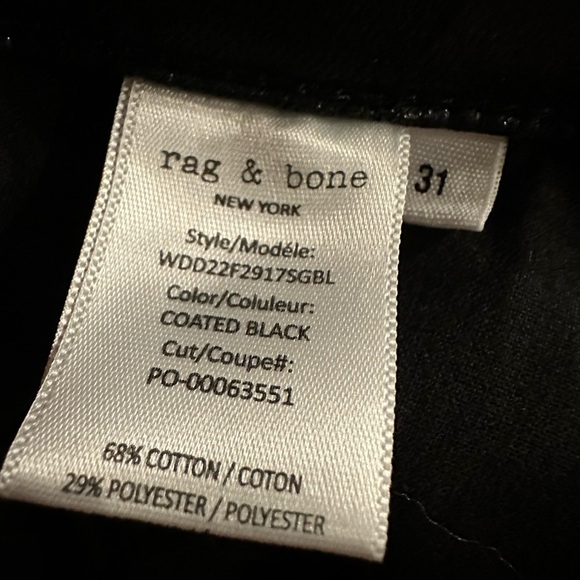 rag & bone
NEW YORK
31
Style/Modéle:
WDD22F2917SGBL
Color/Coluleur:
COATED BLACK
Cut/Coupe#:
PO-00063551
68% COTTON / COTON
29% POLYESTER / POLYESTER